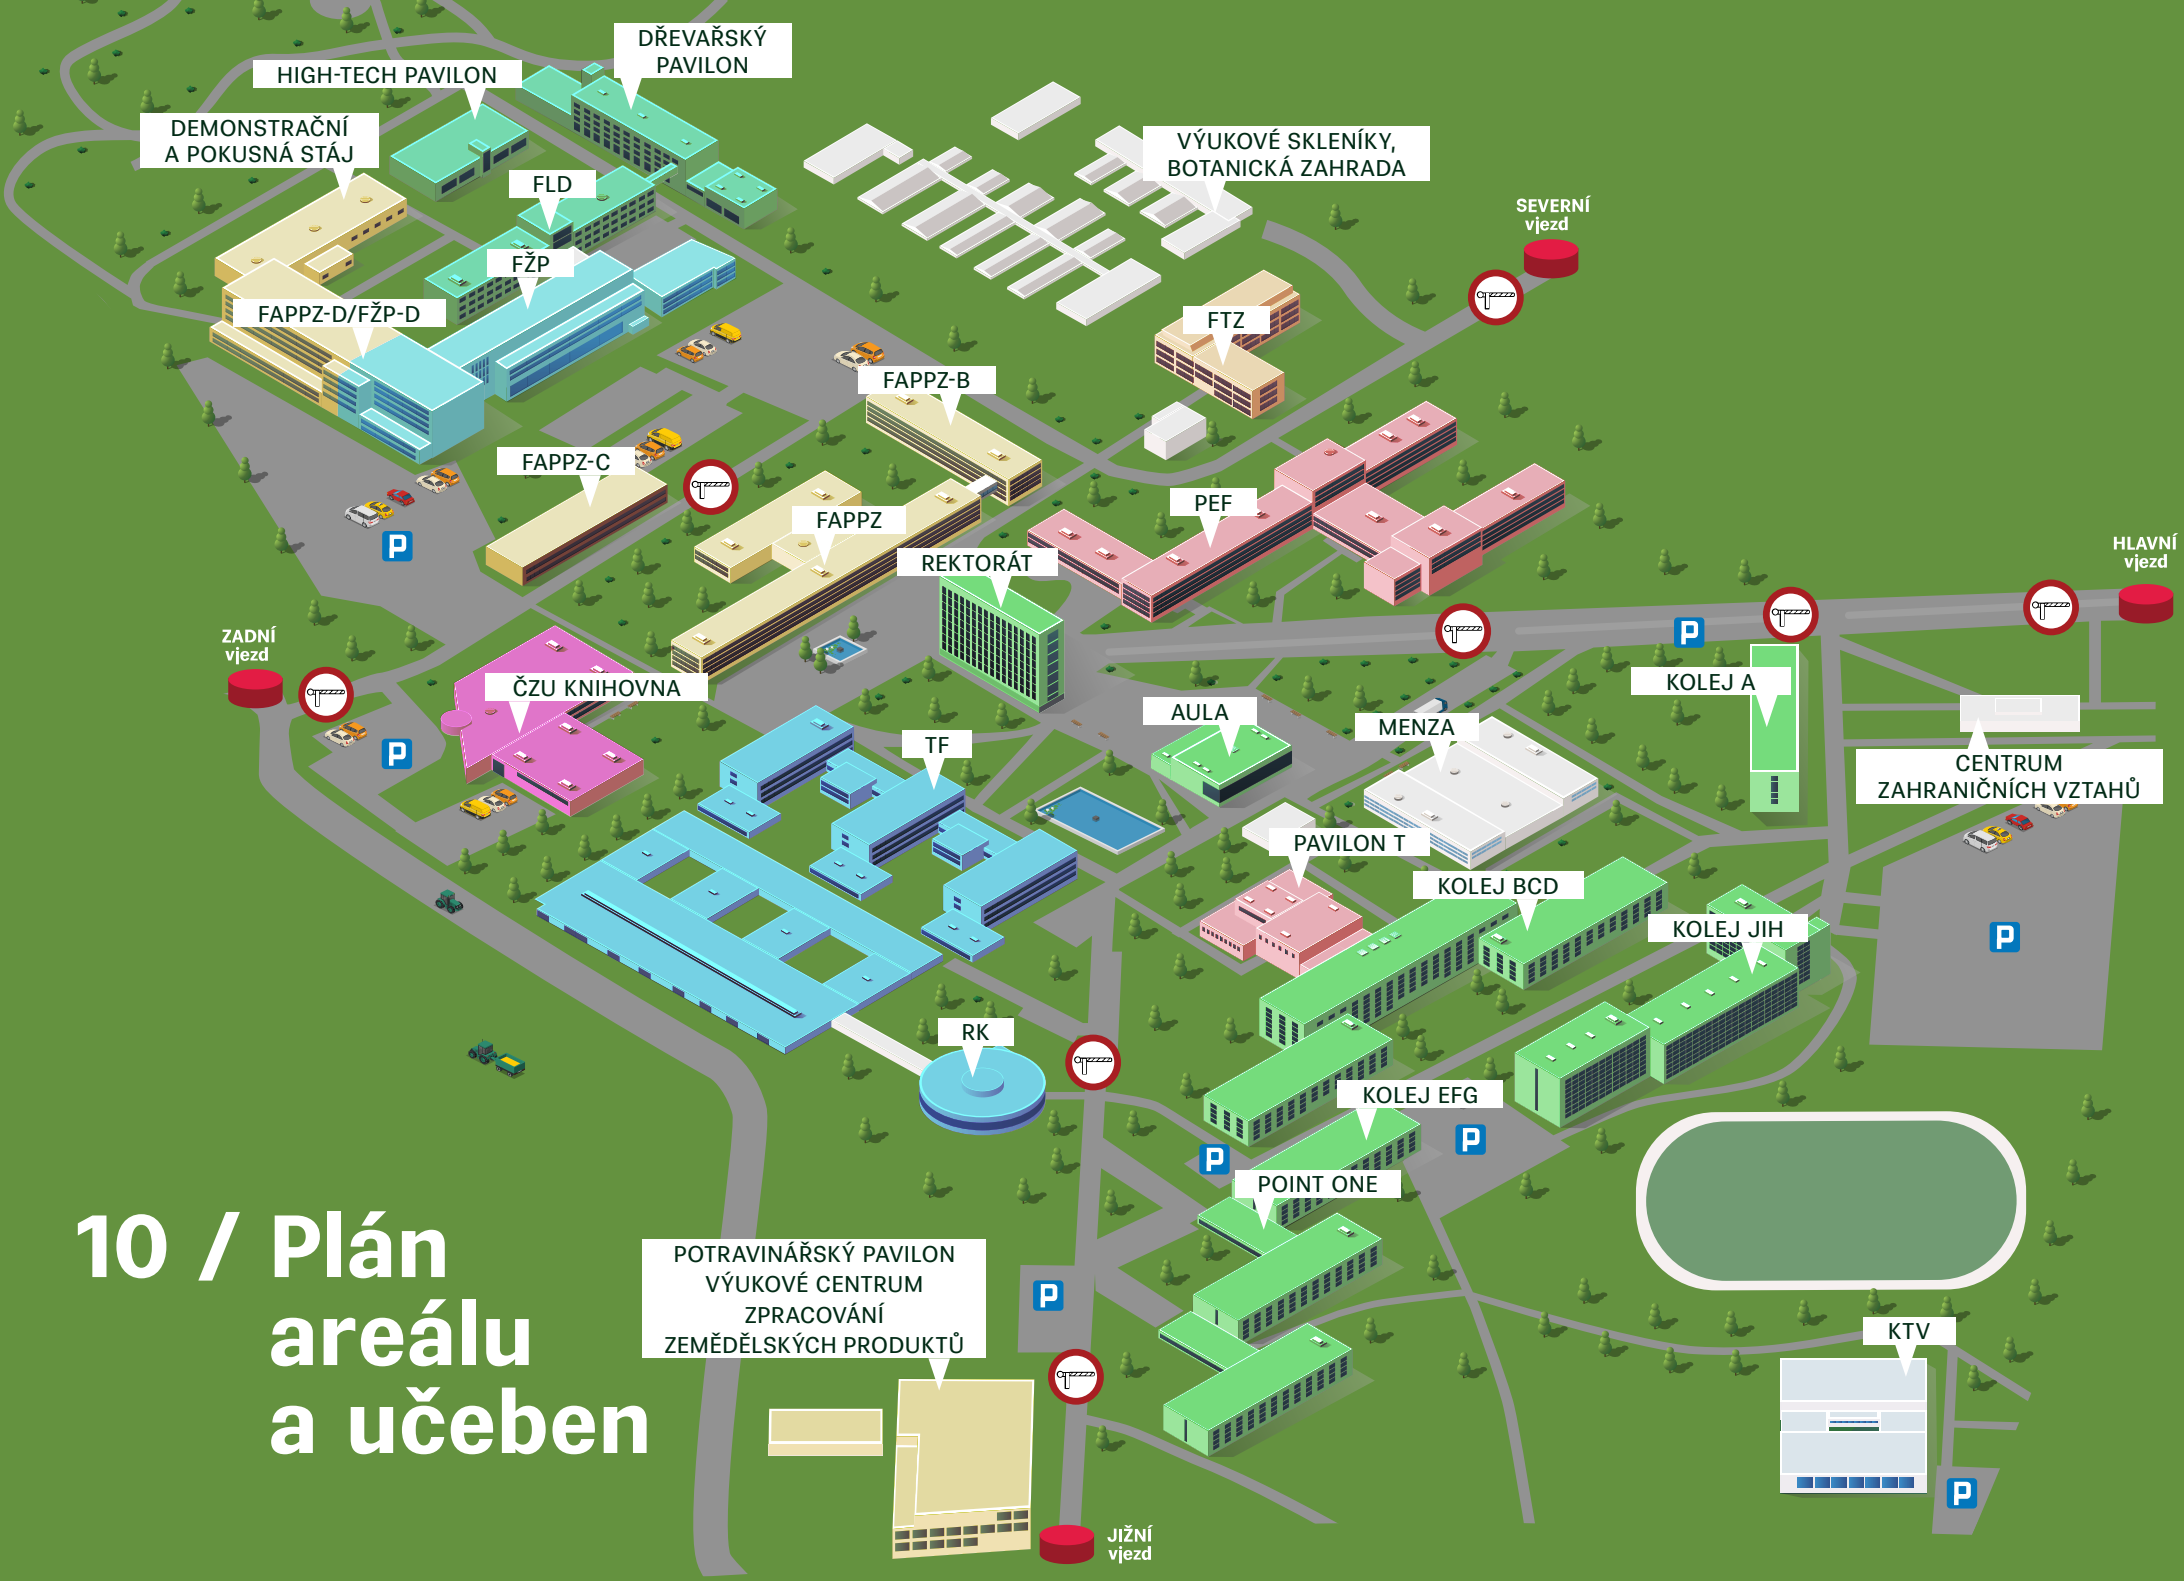 DŘEVAŘSKÝ
PAVILON
HIGH-TECH PAVILON
DEMONSTRAČNÍ
A POKUSNÁ STÁJ
VÝUKOVÉ SKLENÍKY,
BOTANICKÁ ZAHRADA
FLD
SEVERNÍ
vjezd
FŽP
FAPPZ-D/FŽP-D
FTZ
FAPPZ-B
FAPPZ-C
PEF
FAPPZ
P
REKTORÁT
HLAVNÍ
vjezd
ZADNÍ
vjezd
P
KOLEJ A
ČZU KNIHOVNA
AULA
MENZA
TF
P
CENTRUM
ZAHRANIČNÍCH VZTAHŮ
PAVILON T
KOLEJ BCD
KOLEJ JIH
P
RK
KOLEJ EFG
P
P
POINT ONE
10 / Plán
areálu
a učeben
POTRAVINÁŘSKÝ PAVILON
VÝUKOVÉ CENTRUM
ZPRACOVÁNÍ
ZEMĚDĚLSKÝCH PRODUKTŮ
P
KTV
P
JIŽNÍ
vjezd